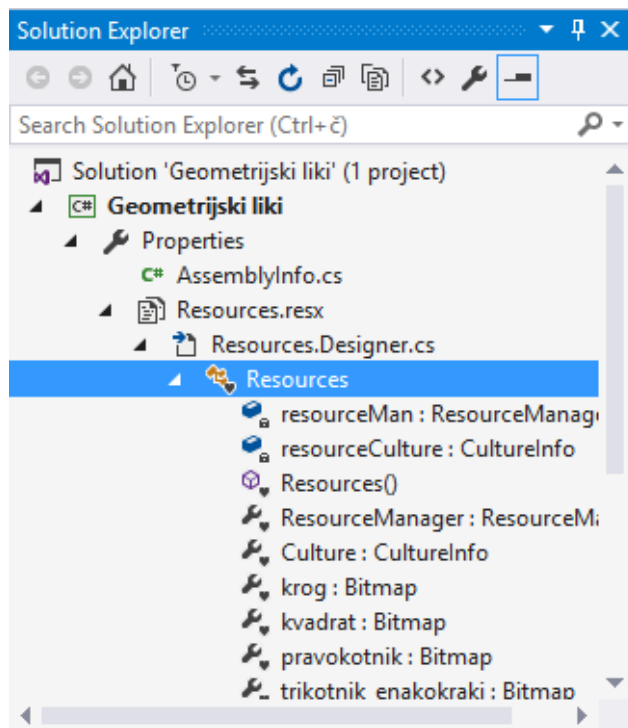 Solution Explorer
Search Solution Explorer (Ctrl+č)
Solution 'Geometrijski liki' (1 project)
C# Geometrijski liki
Properties
C# AssemblyInfo.cs
Resources.resx
Resources.Designer.cs
Resources
resourceMan : ResourceManag
resourceCulture : CultureInfo
Resources()
ResourceManager : ResourceMa
Culture : CultureInfo
krog : Bitmap
kvadrat : Bitmap
pravokotnik : Bitmap
trikotnik_enakokraki : Bitmap